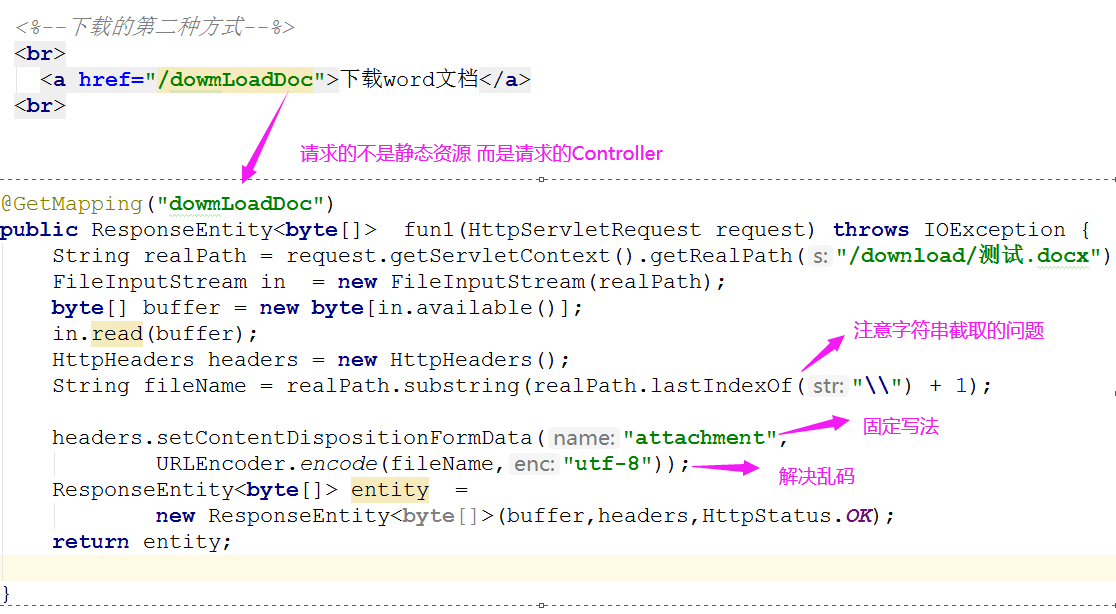 <%--下载的第二种方式--%>
<br>
<a href="/dowmLoadDoc">下载word文档</a>
<br>
请求的不是静态资源 而是请求的Controller
@GetMapping("dowmLoadDoc")
public ResponseEntity<byte[]>  fun1(HttpServletRequest request) throws IOException {
String realPath = request.getServletContext().getRealPath( s: "/download/测试.docx")
FileInputStream in  = new FileInputStream(realPath);
byte[] buffer = new byte[in.available()];
in.read(buffer);
注意字符串截取的问题
HttpHeaders headers = new HttpHeaders();
String fileName = realPath.substring(realPath.lastIndexOf( str: "\\") + 1);
headers.setContentDispositionFormData( name: "attachment",
固定写法
URLEncoder.encode(fileName, enc: "utf-8"));
解决乱码
ResponseEntity<byte[]> entity  =
new ResponseEntity<byte[]>(buffer,headers,HttpStatus.OK);
return entity;
}